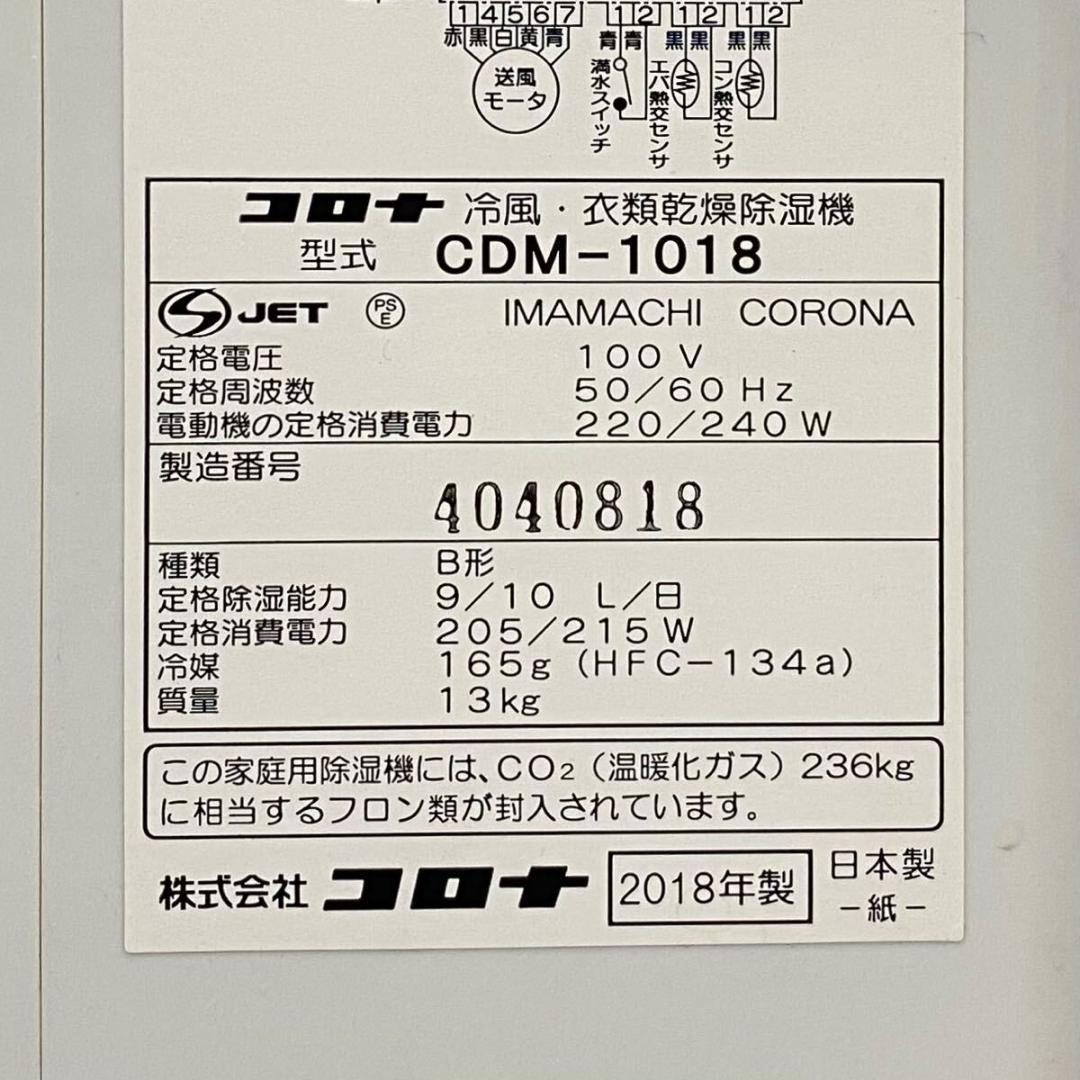 1 4 5 6 7 1 2 1 2 1 2
赤 黒 白 黄 青 青 青 黒 黒 黒 黒
送風
モータ
満水スイッチ
エバ熱交センサ
コン熱交センサ
コロナ 冷風・衣類乾燥除湿機
型式 CDM-1018
S JET PS E IMAMACHI CORONA
定格電圧 100 V
定格周波数 50/60 Hz
電動機の定格消費電力 220/240 W
製造番号
4040818
種類 B形
定格除湿能力 9/10 L/日
定格消費電力 205/215 W
冷媒 165g (HFC-134a)
質量 13kg
この家庭用除湿機には、CO₂(温暖化ガス)236kg
に相当するフロン類が封入されています。
株式会社 コロナ 2018年製 日本製
-紙-